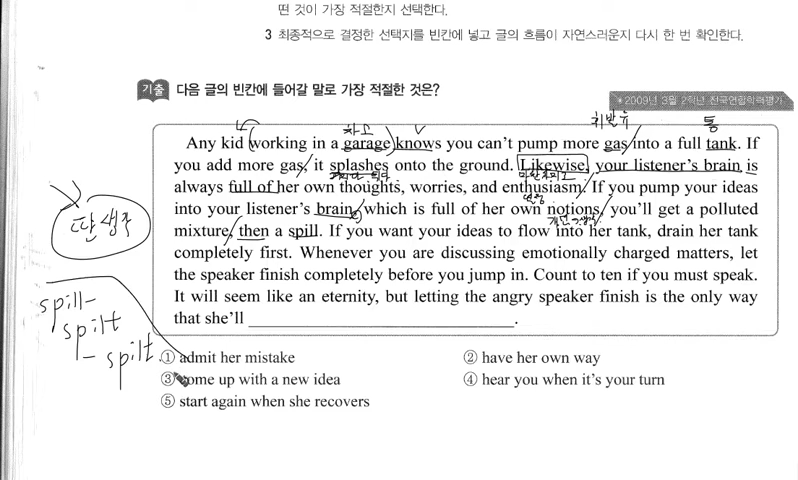 떤 것이 가장 적절한지 선택한다.
3 최종적으로 결정한 선택지를 빈칸에 넣고 글의 흐름이 자연스러운지 다시 한 번 확인한다.
기출 다음 글의 빈칸에 들어갈 말로 가장 적절한 것은?
2009년 3월 2학년 전국연합학력평가
차고 휘발유 통
Any kid working in a garage knows you can't pump more gas into a full tank. If
you add more gas, it splashes onto the ground. Likewise, your listener's brain is
always full of her own thoughts, worries, and enthusiasm. If you pump your ideas
into your listener's brain, which is full of her own notions, you'll get a polluted
mixture, then a spill. If you want your ideas to flow into her tank, drain her tank
completely first. Whenever you are discussing emotionally charged matters, let
the speaker finish completely before you jump in. Count to ten if you must speak.
It will seem like an eternity, but letting the angry speaker finish is the only way
that she'll
딴생각
spill-
spilt
- spilt.
① admit her mistake
② have her own way
③ come up with a new idea
④ hear you when it's your turn
⑤ start again when she recovers